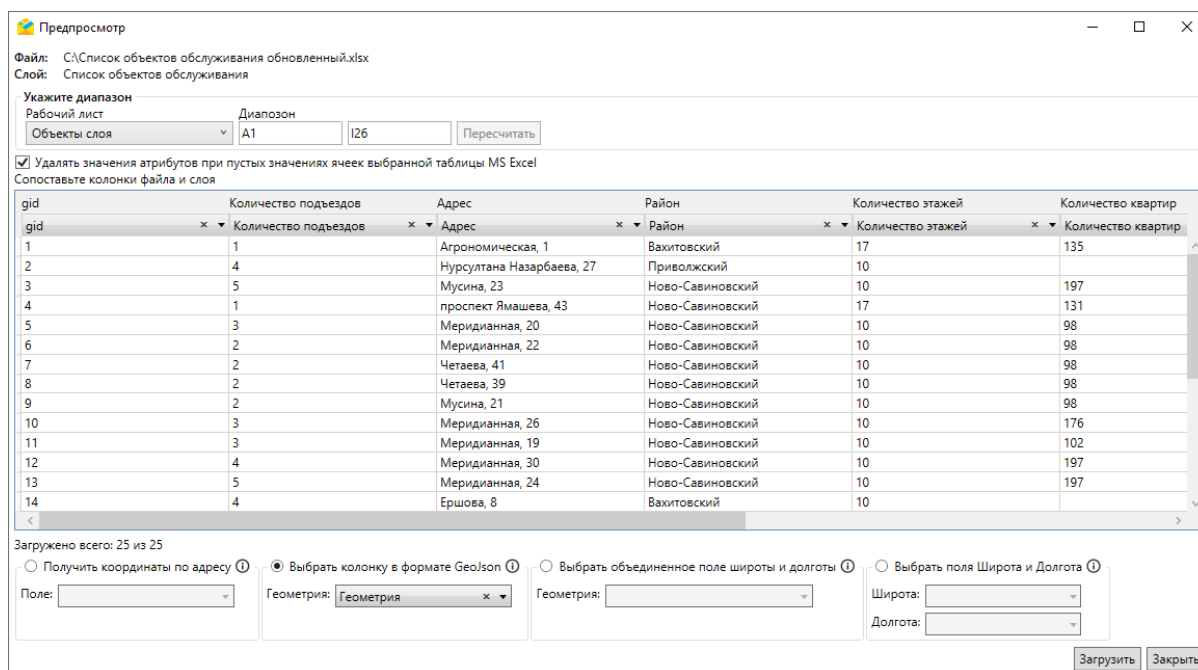 Предпросмотр
Файл: C:\Список объектов обслуживания обновленный.xlsx
Слой: Список объектов обслуживания
Укажите диапазон
Рабочий лист Диапозон
Объекты слоя A1 I26 Пересчитать
Удалять значения атрибутов при пустых значениях ячеек выбранной таблицы MS Excel
Сопоставьте колонки файла и слоя
gid Количество подъездов Адрес Район Количество этажей Количество квартир
gid Количество подъездов Адрес Район Количество этажей Количество квартир
1 1 Агрономическая, 1 Вахитовский 17 135
2 4 Нурсултана Назарбаева, 27 Приволжский 10
3 5 Мусина, 23 Ново-Савиновский 10 197
4 1 проспект Ямашева, 43 Ново-Савиновский 17 131
5 3 Меридианная, 20 Ново-Савиновский 10 98
6 2 Меридианная, 22 Ново-Савиновский 10 98
7 2 Четаева, 41 Ново-Савиновский 10 98
8 2 Четаева, 39 Ново-Савиновский 10 98
9 2 Мусина, 21 Ново-Савиновский 10 98
10 3 Меридианная, 26 Ново-Савиновский 10 176
11 3 Меридианная, 19 Ново-Савиновский 10 102
12 4 Меридианная, 30 Ново-Савиновский 10 197
13 5 Меридианная, 24 Ново-Савиновский 10 197
14 4 Ершова, 8 Вахитовский 10
Загружено всего: 25 из 25
Получить координаты по адресу Выбрать колонку в формате GeoJson Выбрать объединенное поле широты и долготы Выбрать поля Широта и Долгота
Поле: Геометрия: Геометрия Геометрия: Широта:
Долгота:
Загрузить Закрыть